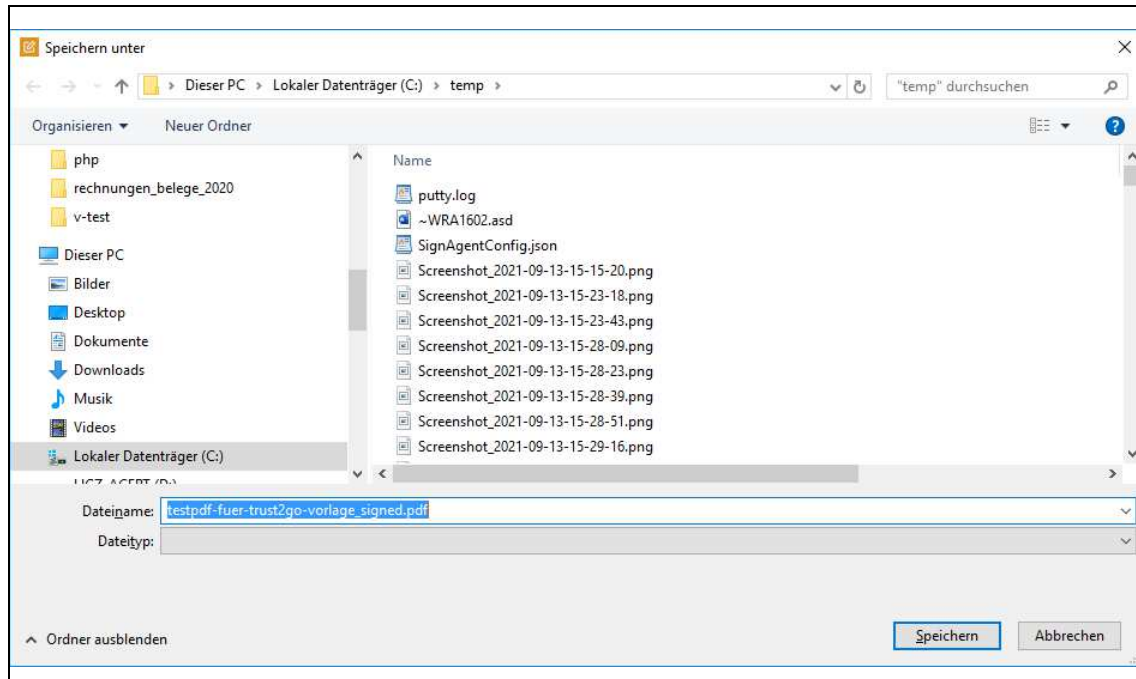 Speichern unter
Dieser PC > Lokaler Datenträger (C:) > temp >
"temp" durchsuchen
Organisieren
Neuer Ordner
php
rechnungen_belege_2020
v-test
Dieser PC
Bilder
Desktop
Dokumente
Downloads
Musik
Videos
Lokaler Datenträger (C:)
Name
putty.log
~WRA1602.asd
SignAgentConfig.json
Screenshot_2021-09-13-15-15-20.png
Screenshot_2021-09-13-15-23-18.png
Screenshot_2021-09-13-15-23-43.png
Screenshot_2021-09-13-15-28-09.png
Screenshot_2021-09-13-15-28-23.png
Screenshot_2021-09-13-15-28-39.png
Screenshot_2021-09-13-15-28-51.png
Screenshot_2021-09-13-15-29-16.png
Dateiname: testpdf-fuer-trust2go-vorlage_signed.pdf
Dateityp:
Ordner ausblenden
Speichern
Abbrechen